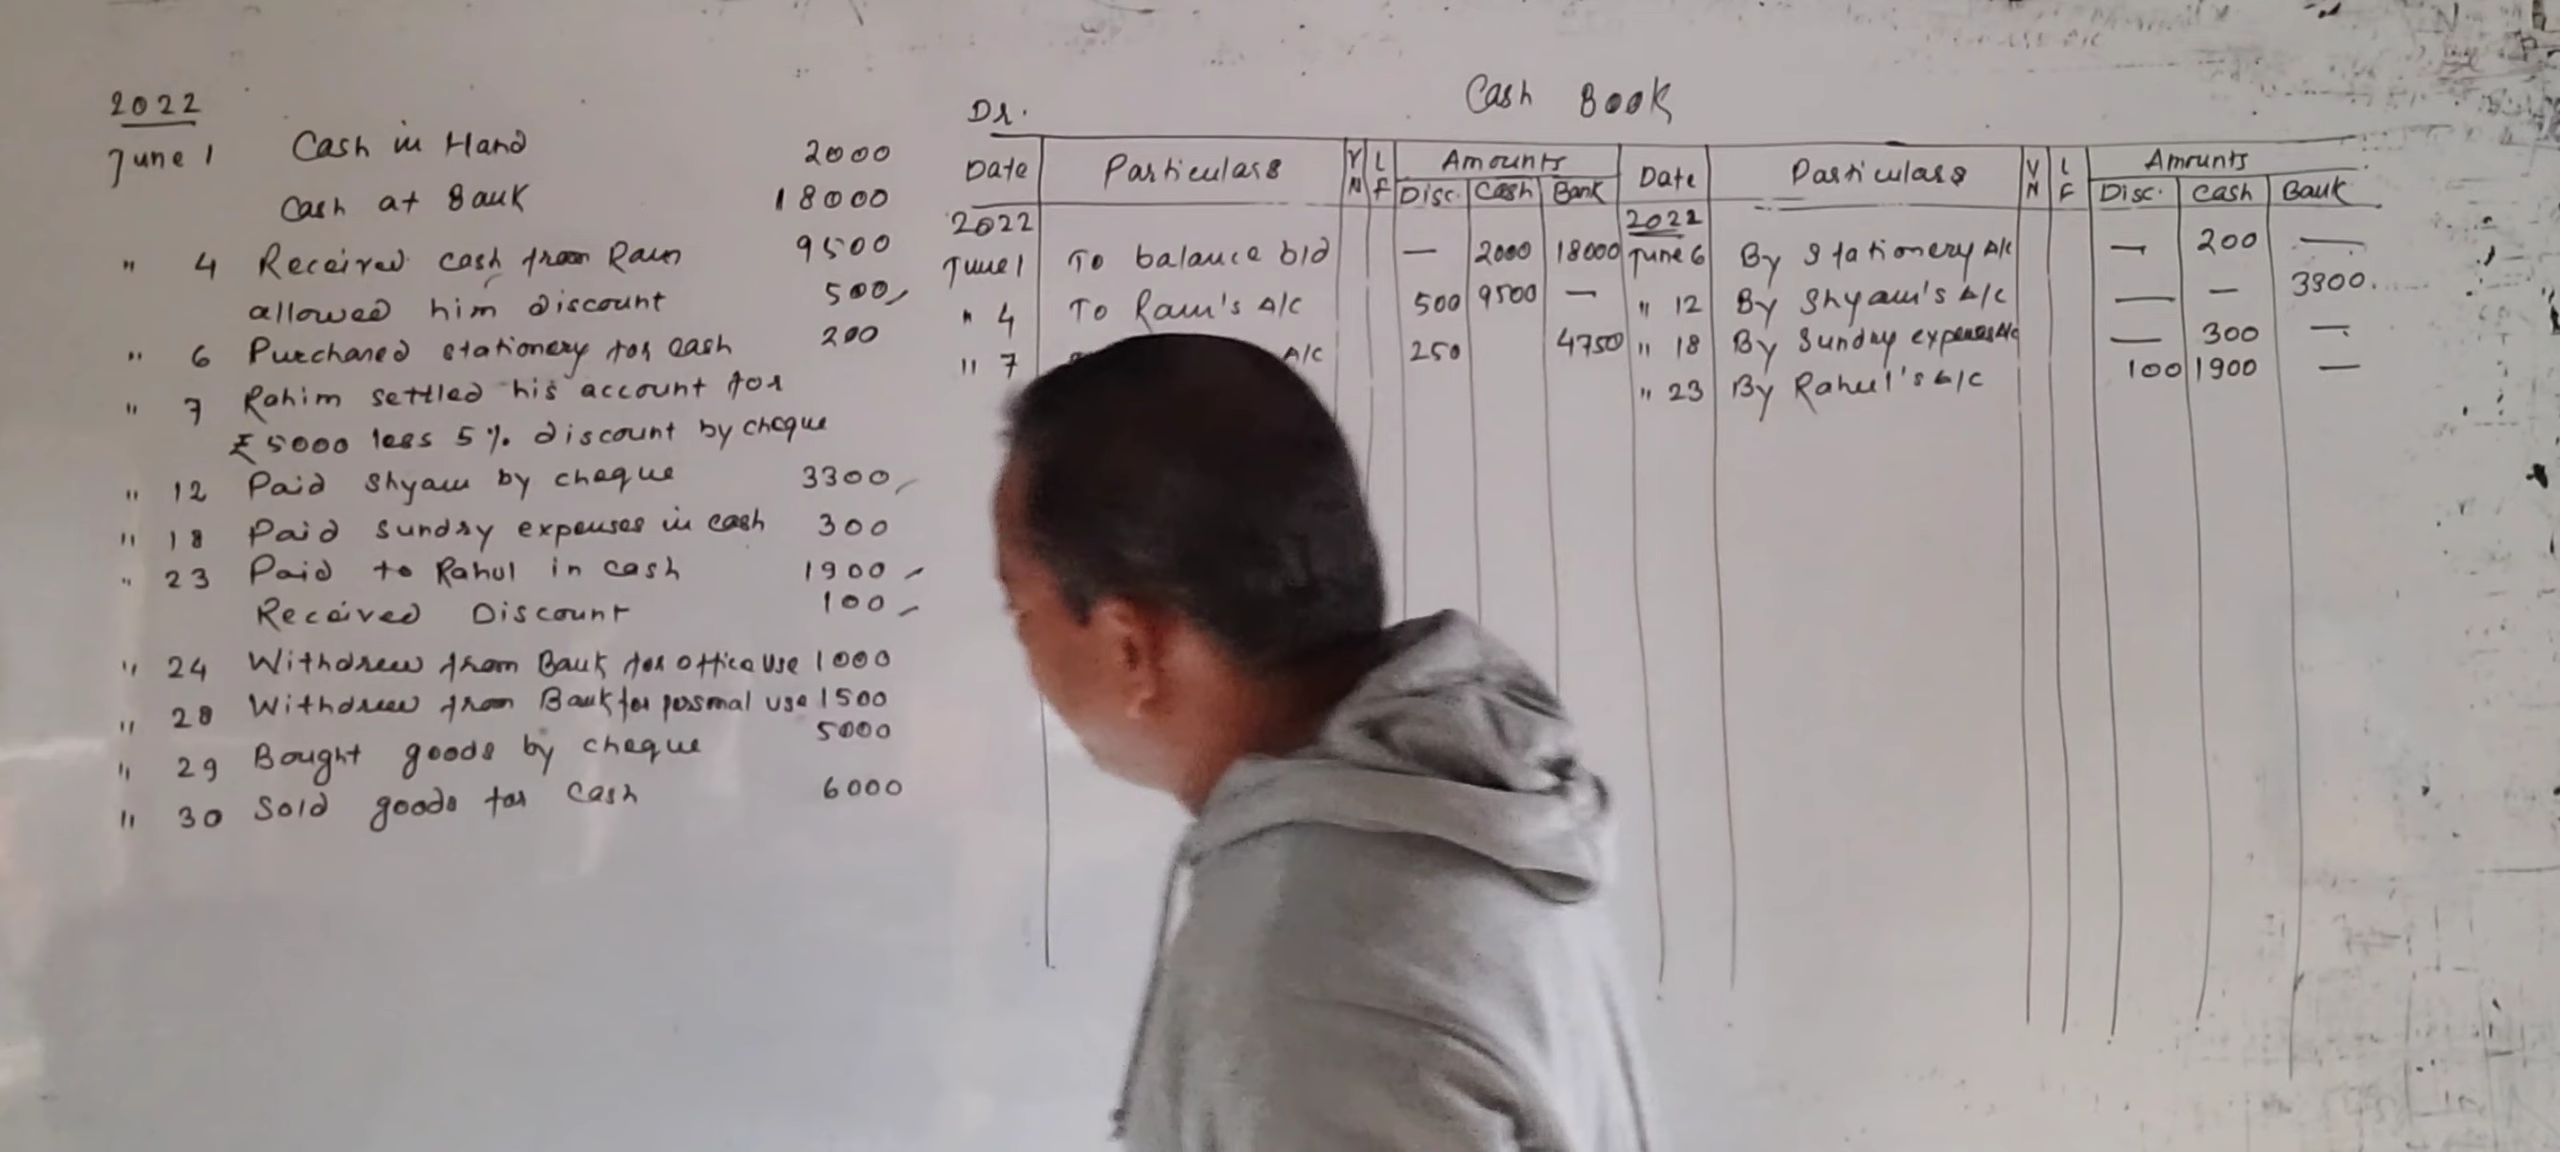 2022
June 1 Cash in Hand 2000
Cash at Bank 18000
" 4 Received cash from Ram 9500
allowed him discount 500
" 6 Purchased stationery for cash 200
" 7 Rahim settled his account for
₹ 5000 less 5% discount by cheque
" 12 Paid Shyam by cheque 3300
" 18 Paid sundry expenses in cash 300
" 23 Paid to Rahul in cash 1900
Received Discount 100
" 24 Withdrew from Bank for office use 1000
" 28 Withdrew from Bank for personal use 1500
" 29 Bought goods by cheque 5000
" 30 Sold goods for cash 6000
Cash Book
Dr.
Date Particulars VN LF Amounts Date Particulars VN LF Amounts
Disc. Cash Bank Disc. Cash Bank
2022 2022
June 1 To balance b/d — 2000 18000 June 6 By Stationery A/c — 200 —
" 4 To Ram's A/c 500 9500 — " 12 By Shyam's A/c — — 3300
" 7 A/c 250 4750 " 18 By Sundry expenses A/c — 300 —
" 23 By Rahul's A/c 100 1900 —